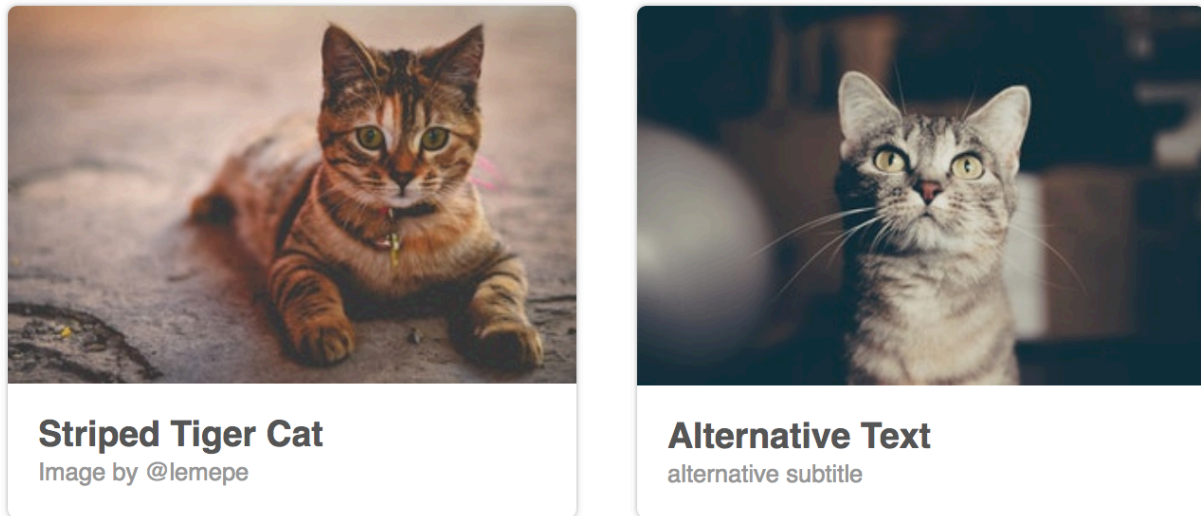 Striped Tiger Cat
Image by @lemepe
Alternative Text
alternative subtitle